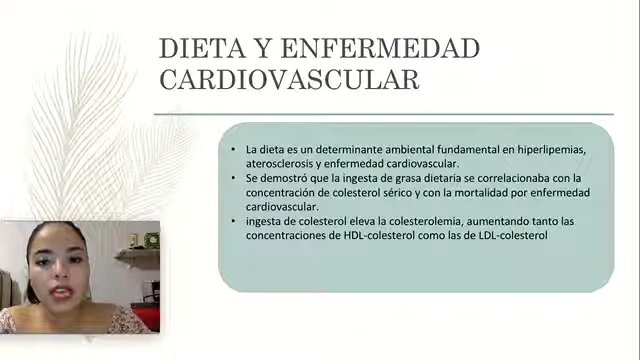 DIETA Y ENFERMEDAD
CARDIOVASCULAR
• La dieta es un determinante ambiental fundamental en hiperlipemias,
aterosclerosis y enfermedad cardiovascular.
• Se demostró que la ingesta de grasa dietaria se correlacionaba con la
concentración de colesterol sérico y con la mortalidad por enfermedad
cardiovascular.
• ingesta de colesterol eleva la colesterolemia, aumentando tanto las
concentraciones de HDL-colesterol como las de LDL-colesterol